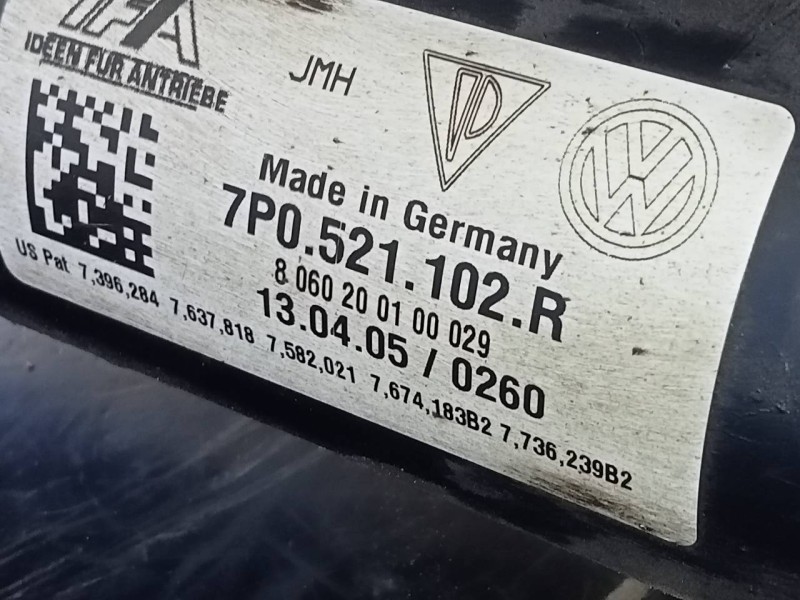 IFA
IDEEN FÜR ANTRIEBE
JMH
Made in Germany
7P0.521.102.R
8 060 20 01 00 029
13.04.05 / 0260
US Pat 7,396,284 7,637,818 7,582,021 7,674,183B2 7,736,239B2